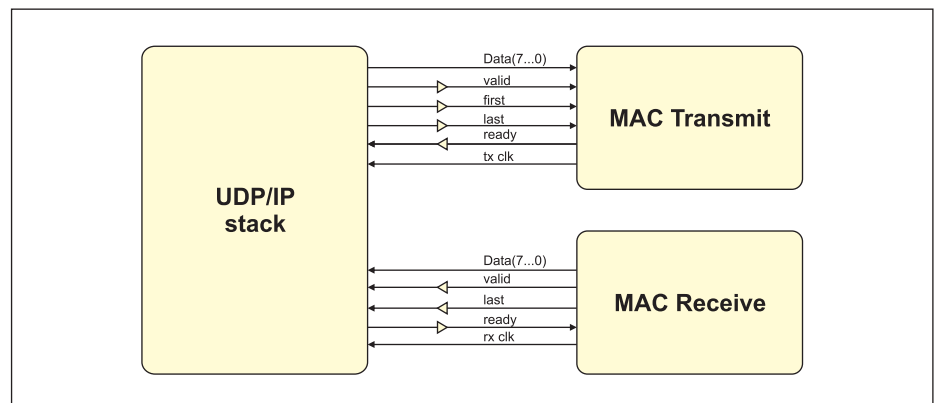 UDP/IP
stack
Data(7...0)
valid
first
last
ready
tx clk
MAC Transmit
Data(7...0)
valid
last
ready
rx clk
MAC Receive